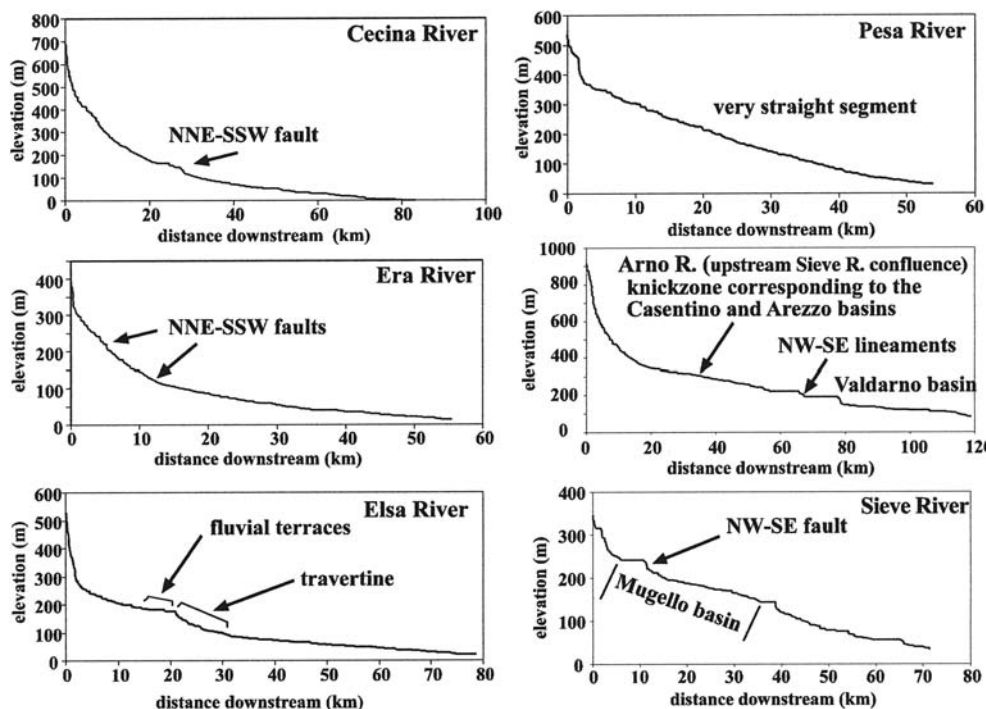 Cecina River
elevation (m)
800
700
600
500
400
300
200
100
0
NNE-SSW fault
0 20 40 60 80 100
distance downstream (km)
Pesa River
elevation (m)
600
500
400
300
200
100
0
very straight segment
0 10 20 30 40 50 60
distance downstream (km)
Era River
elevation (m)
400
300
200
100
0
NNE-SSW faults
0 10 20 30 40 50 60
distance downstream (km)
elevation (m)
1000
800
600
400
200
0
Arno R. (upstream Sieve R. confluence)
knickzone corresponding to the
Casentino and Arezzo basins
NW-SE lineaments
Valdarno basin
0 20 40 60 80 100 120
distance downstream (km)
Elsa River
elevation (m)
600
500
400
300
200
100
0
fluvial terraces
travertine
0 10 20 30 40 50 60 70 80
distance downstream (km)
Sieve River
elevation (m)
400
300
200
100
0
NW-SE fault
Mugello basin
0 10 20 30 40 50 60 70 80
distance downstream (km)